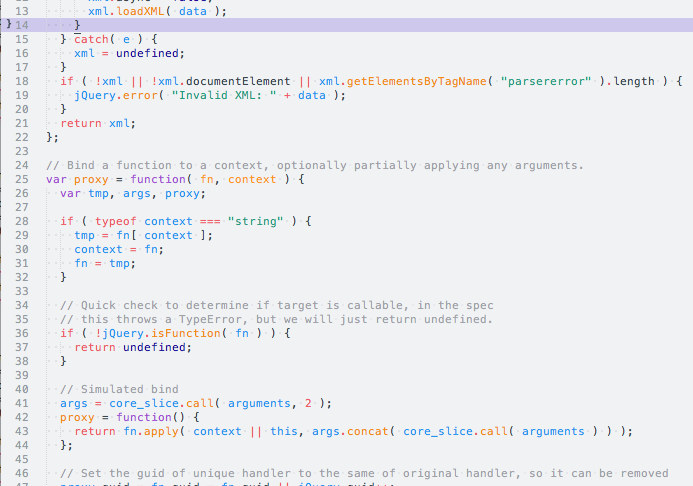 13 xml.loadXML( data );
} 14 }
15 } catch( e ) {
16 xml = undefined;
17 }
18 if ( !xml || !xml.documentElement || xml.getElementsByTagName( "parsererror" ).length ) {
19 jQuery.error( "Invalid XML: " + data );
20 }
21 return xml;
22 };
23
24 // Bind a function to a context, optionally partially applying any arguments.
25 var proxy = function( fn, context ) {
26 var tmp, args, proxy;
27
28 if ( typeof context === "string" ) {
29 tmp = fn[ context ];
30 context = fn;
31 fn = tmp;
32 }
33
34 // Quick check to determine if target is callable, in the spec
35 // this throws a TypeError, but we will just return undefined.
36 if ( !jQuery.isFunction( fn ) ) {
37 return undefined;
38 }
39
40 // Simulated bind
41 args = core_slice.call( arguments, 2 );
42 proxy = function() {
43 return fn.apply( context || this, args.concat( core_slice.call( arguments ) ) );
44 };
45
46 // Set the guid of unique handler to the same of original handler, so it can be removed